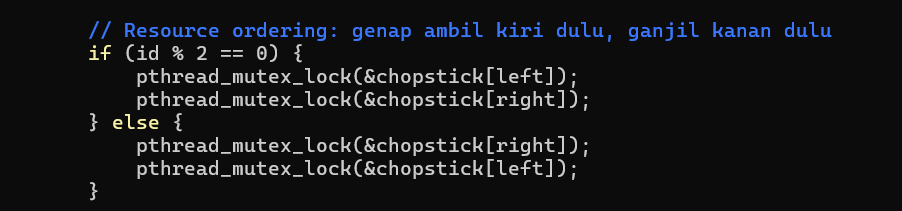 // Resource ordering: genap ambil kiri dulu, ganjil kanan dulu
if (id % 2 == 0) {
    pthread_mutex_lock(&chopstick[left]);
    pthread_mutex_lock(&chopstick[right]);
} else {
    pthread_mutex_lock(&chopstick[right]);
    pthread_mutex_lock(&chopstick[left]);
}